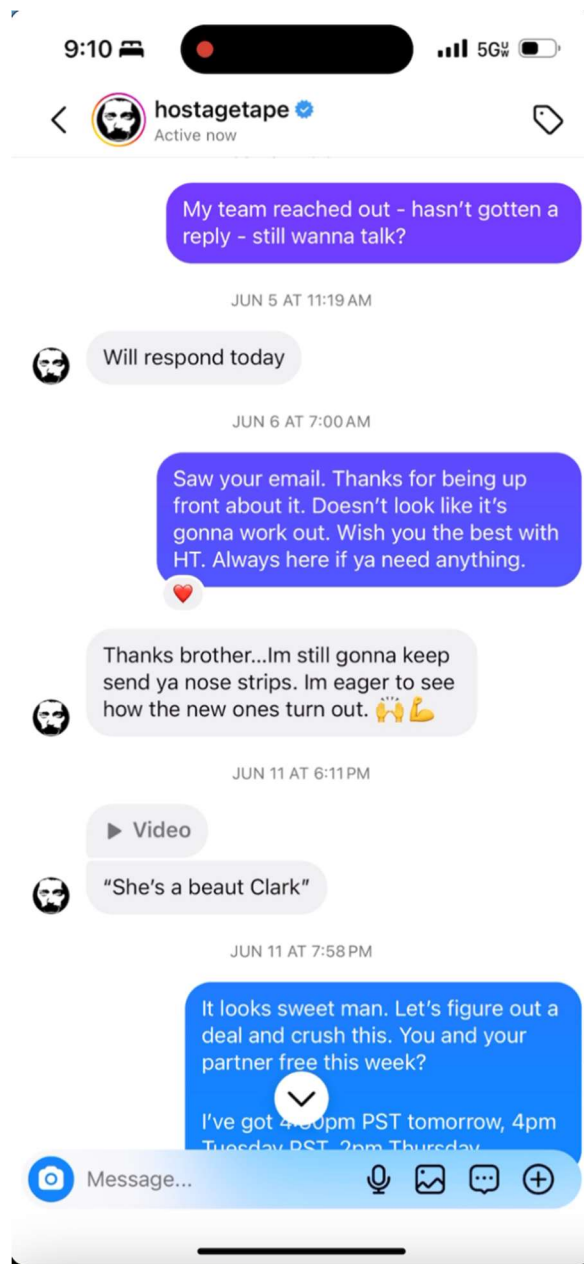 9:10
5G UW
hostagetape
Active now
My team reached out - hasn't gotten a
reply - still wanna talk?
JUN 5 AT 11:19 AM
Will respond today
JUN 6 AT 7:00 AM
Saw your email. Thanks for being up
front about it. Doesn't look like it's
gonna work out. Wish you the best with
HT. Always here if ya need anything.
Thanks brother...Im still gonna keep
send ya nose strips. Im eager to see
how the new ones turn out. 🙌💪
JUN 11 AT 6:11 PM
Video
“She's a beaut Clark”
JUN 11 AT 7:58 PM
It looks sweet man. Let's figure out a
deal and crush this. You and your
partner free this week?
I've got pm PST tomorrow, 4pm
Tuesday PST, 2pm Thursday
Message...